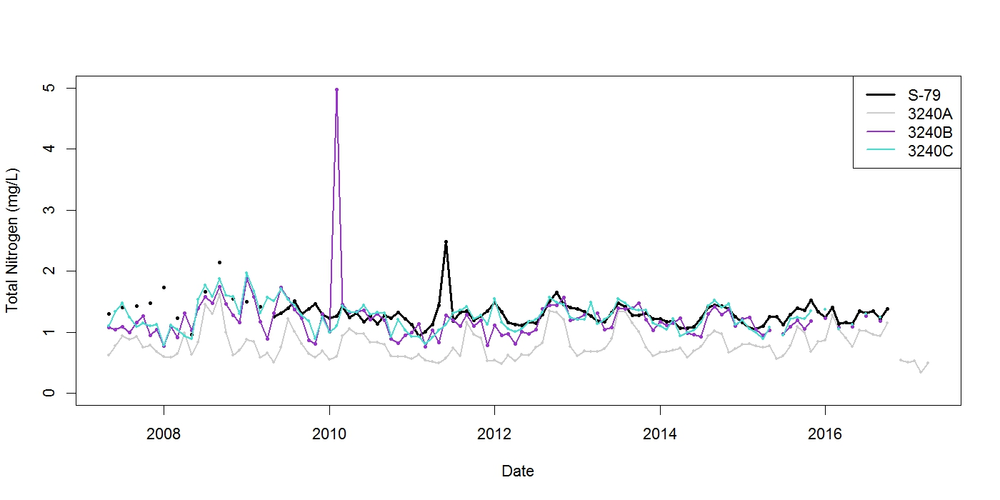 S-79
3240A
3240B
3240C
Total Nitrogen (mg/L)
5
4
3
2
1
0
2008 2010 2012 2014 2016
Date